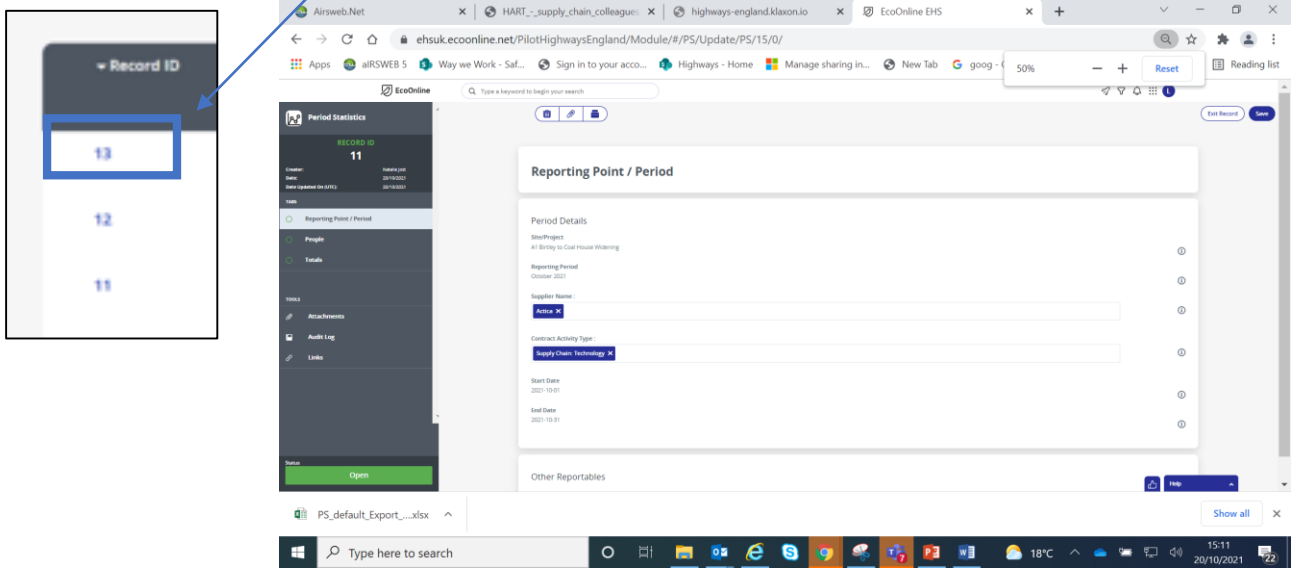 Record ID
13
12
11
Airsweb.Net
HART_-_supply_chain_colleagues
highways-england.klaxon.io
EcoOnline EHS
ehsuk.ecoonline.net/PilotHighwaysEngland/Module/#/PS/Update/PS/15/0/
Apps
aIRSWEB 5
Way we Work - Saf...
Sign in to your acco...
Highways - Home
Manage sharing in...
New Tab
goog -
50%
Reset
Reading list
EcoOnline
Type a keyword to begin your search
Period Statistics
Exit Record
Save
RECORD ID
11
Creator:
Natalie Jost
Date:
20/10/2021
Date Updated On (UTC):
20/10/2021
TABS
Reporting Point / Period
People
Totals
TOOLS
Attachments
Audit Log
Links
Status
Open
Reporting Point / Period
Period Details
Site/Project
A1 Birtley to Coal House Widening
Reporting Period
October 2021
Supplier Name :
Actica
Contract Activity Type :
Supply Chain: Technology
Start Date
2021-10-01
End Date
2021-10-31
Other Reportables
Help
PS_default_Export_....xlsx
Show all
Type here to search
18°C
15:11
20/10/2021
22